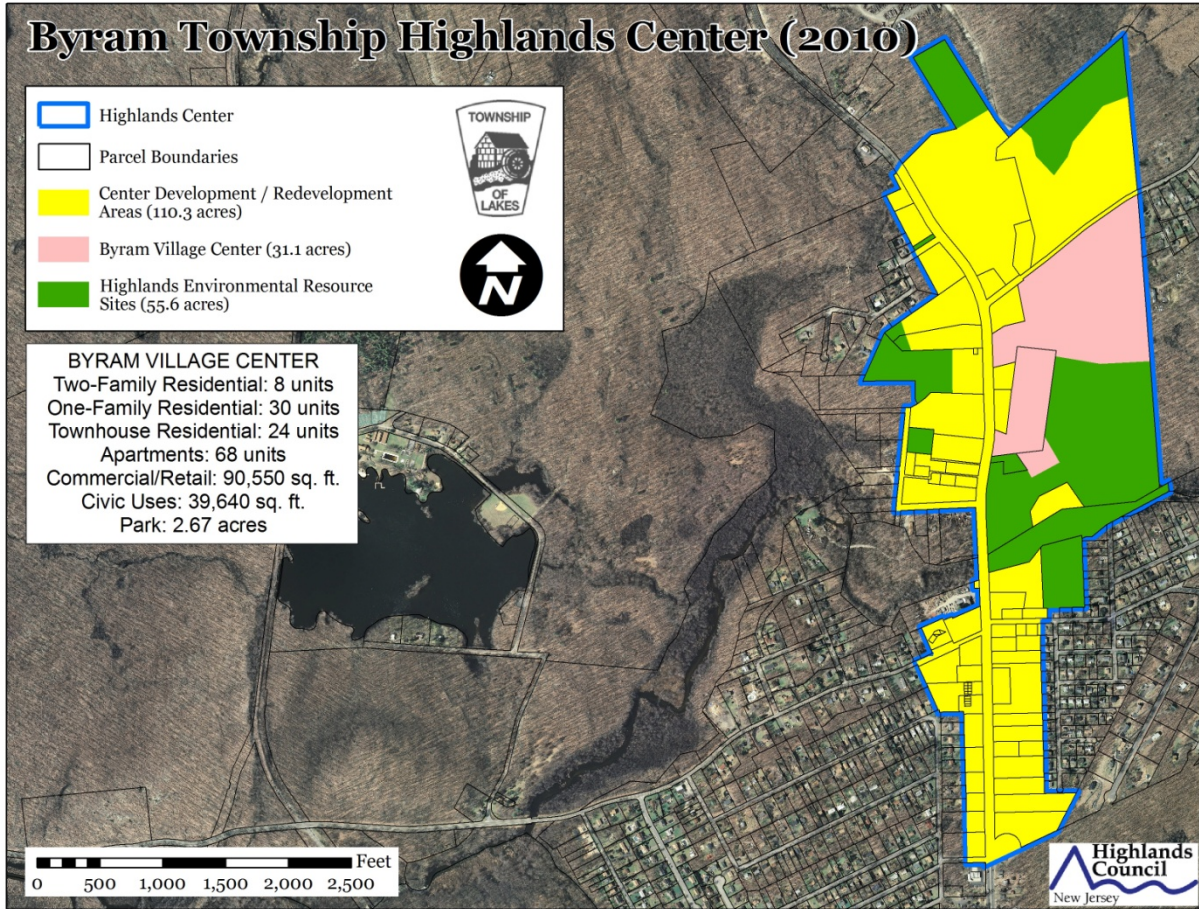 Byram Township Highlands Center (2010)
Highlands Center
Parcel Boundaries
Center Development / Redevelopment
Areas (110.3 acres)
Byram Village Center (31.1 acres)
Highlands Environmental Resource
Sites (55.6 acres)
TOWNSHIP
OF
LAKES
N
BYRAM VILLAGE CENTER
Two-Family Residential: 8 units
One-Family Residential: 30 units
Townhouse Residential: 24 units
Apartments: 68 units
Commercial/Retail: 90,550 sq. ft.
Civic Uses: 39,640 sq. ft.
Park: 2.67 acres
Feet
0 500 1,000 1,500 2,000 2,500
Highlands
Council
New Jersey